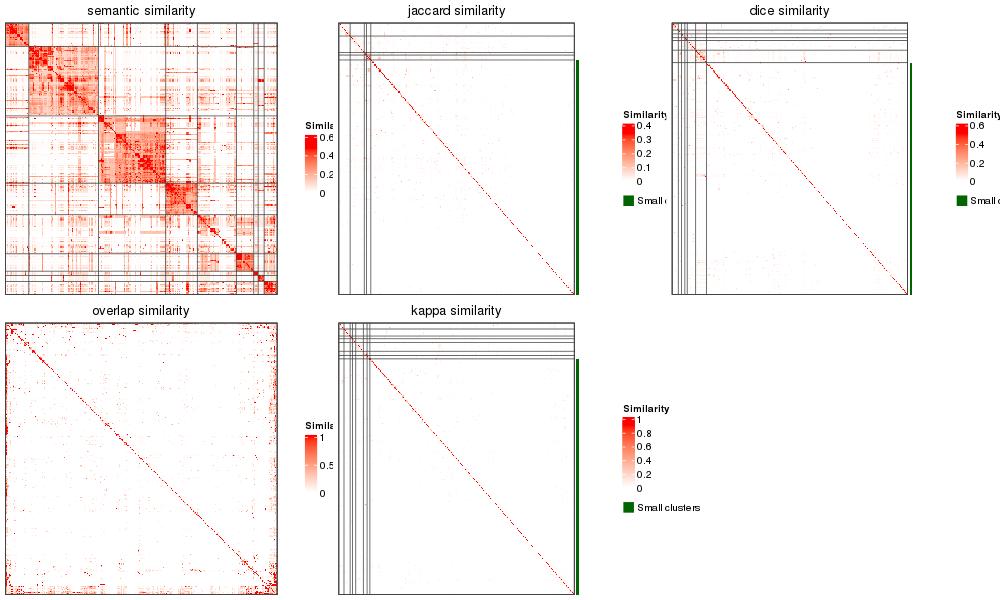 semantic similarity
jaccard similarity
dice similarity
Simila
0.6
0.4
0.2
0
Similarity
0.4
0.3
0.2
0.1
0
Small c
Similarity
0.6
0.4
0.2
0
Small c
overlap similarity
kappa similarity
Simila
1
0.5
0
Similarity
1
0.8
0.6
0.4
0.2
0
Small clusters